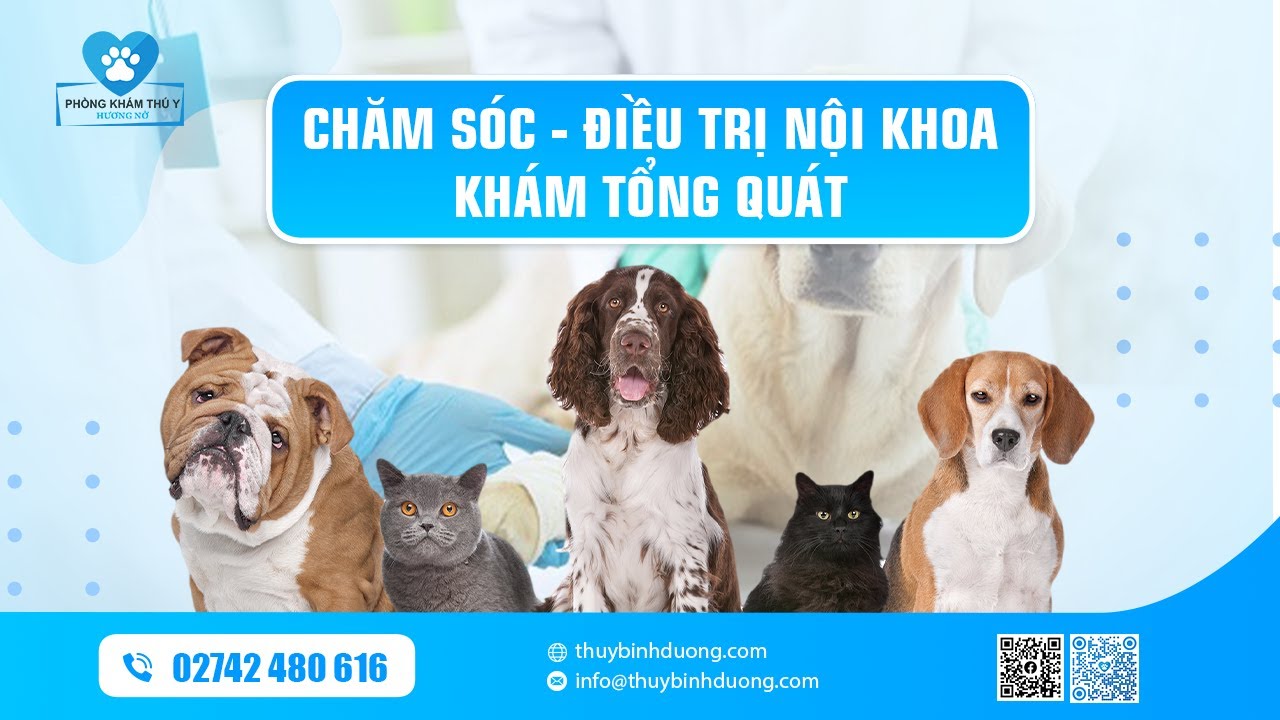 PHÒNG KHÁM THÚ Y
HƯƠNG NỞ
CHĂM SÓC - ĐIỀU TRỊ NỘI KHOA
KHÁM TỔNG QUÁT
02742 480 616
thuybinhduong.com
info@thuybinhduong.com